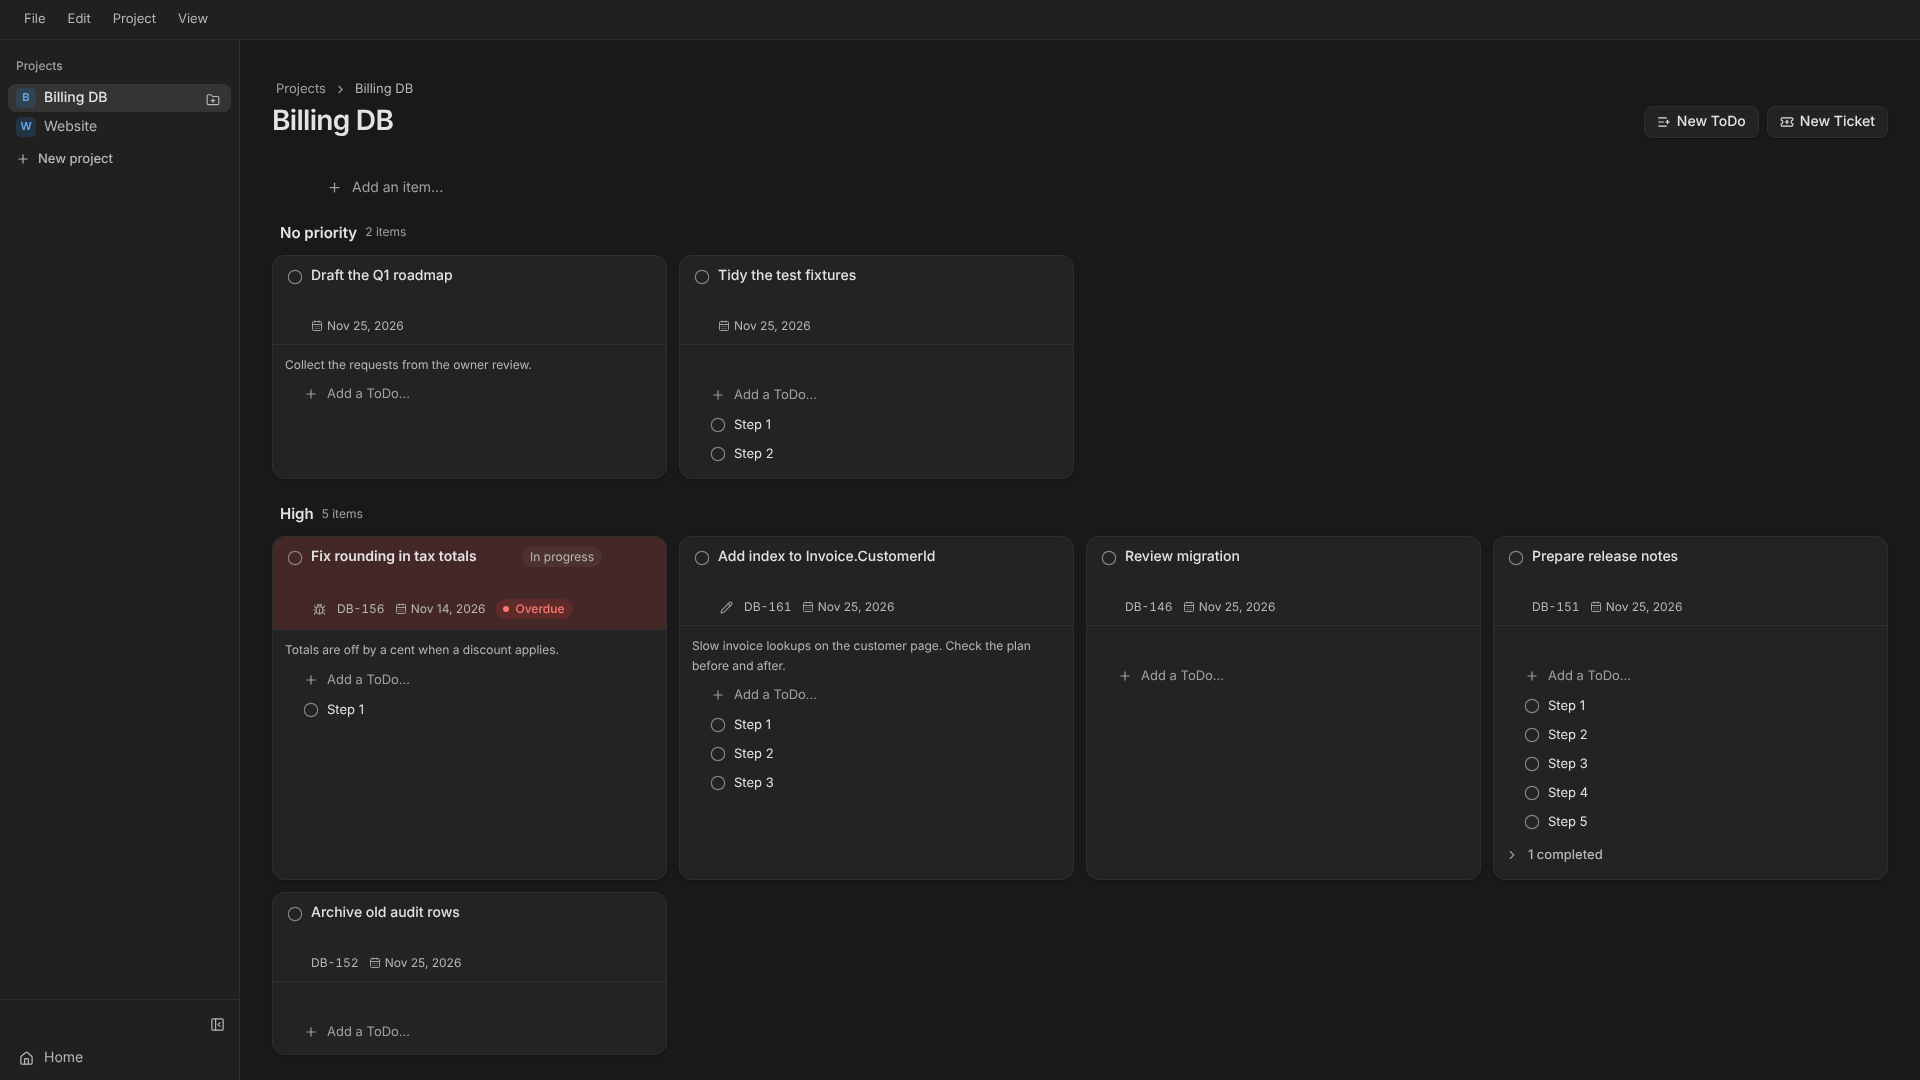 File Edit Project View
Projects
B Billing DB
W Website
New project
Home
Projects > Billing DB
Billing DB
New ToDo
New Ticket
Add an item...
No priority 2 items
Draft the Q1 roadmap
Nov 25, 2026
Collect the requests from the owner review.
Add a ToDo...
Tidy the test fixtures
Nov 25, 2026
Add a ToDo...
Step 1
Step 2
High 5 items
Fix rounding in tax totals In progress
DB-156 Nov 14, 2026 Overdue
Totals are off by a cent when a discount applies.
Add a ToDo...
Step 1
Add index to Invoice.CustomerId
DB-161 Nov 25, 2026
Slow invoice lookups on the customer page. Check the plan
before and after.
Add a ToDo...
Step 1
Step 2
Step 3
Review migration
DB-146 Nov 25, 2026
Add a ToDo...
Prepare release notes
DB-151 Nov 25, 2026
Add a ToDo...
Step 1
Step 2
Step 3
Step 4
Step 5
1 completed
Archive old audit rows
DB-152 Nov 25, 2026
Add a ToDo...